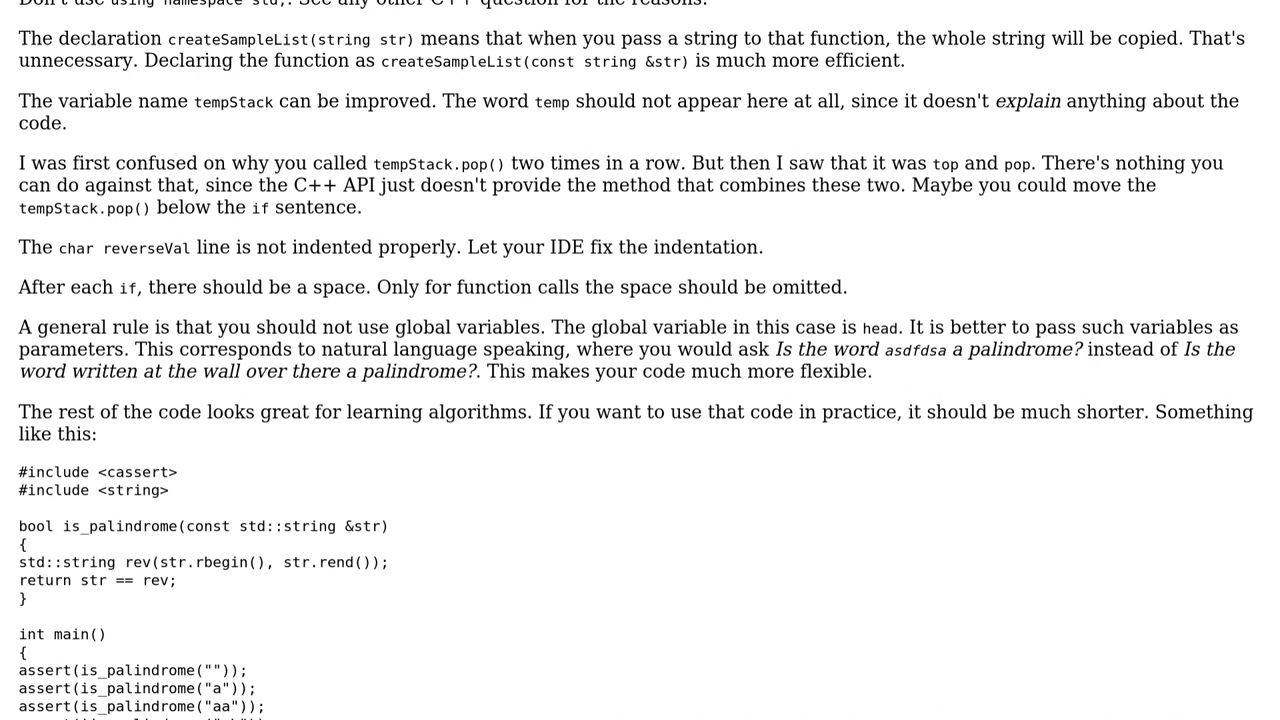 Don't use using namespace std;. See any other C++ question for the reasons.
The declaration createSampleList(string str) means that when you pass a string to that function, the whole string will be copied. That's
unnecessary. Declaring the function as createSampleList(const string &str) is much more efficient.
The variable name tempStack can be improved. The word temp should not appear here at all, since it doesn't explain anything about the
code.
I was first confused on why you called tempStack.pop() two times in a row. But then I saw that it was top and pop. There's nothing you
can do against that, since the C++ API just doesn't provide the method that combines these two. Maybe you could move the
tempStack.pop() below the if sentence.
The char reverseVal line is not indented properly. Let your IDE fix the indentation.
After each if, there should be a space. Only for function calls the space should be omitted.
A general rule is that you should not use global variables. The global variable in this case is head. It is better to pass such variables as
parameters. This corresponds to natural language speaking, where you would ask Is the word asdfdsa a palindrome? instead of Is the
word written at the wall over there a palindrome?. This makes your code much more flexible.
The rest of the code looks great for learning algorithms. If you want to use that code in practice, it should be much shorter. Something
like this:
#include <cassert>
#include <string>
bool is_palindrome(const std::string &str)
{
std::string rev(str.rbegin(), str.rend());
return str == rev;
}
int main()
{
assert(is_palindrome(""));
assert(is_palindrome("a"));
assert(is_palindrome("aa"));